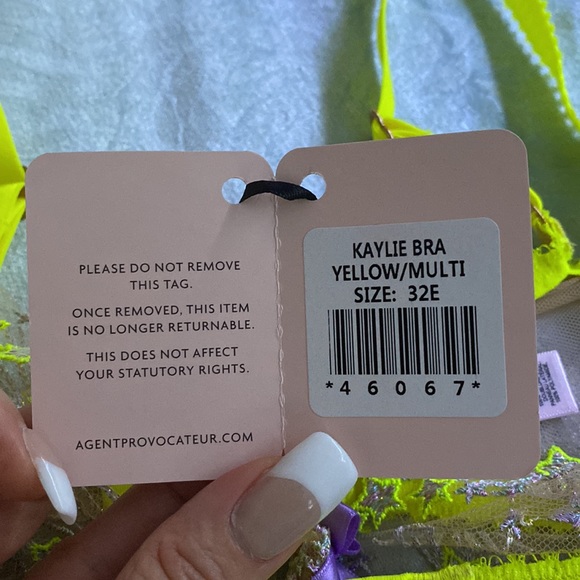 PLEASE DO NOT REMOVE
THIS TAG.
ONCE REMOVED, THIS ITEM
IS NO LONGER RETURNABLE.
THIS DOES NOT AFFECT
YOUR STATUTORY RIGHTS.
AGENTPROVOCATEUR.COM
KAYLIE BRA
YELLOW/MULTI
SIZE: 32E
*46067*